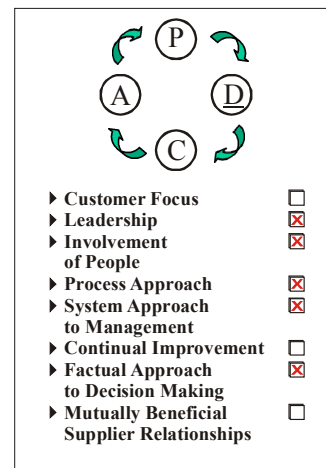 P
A
D
C
Customer Focus
Leadership
Involvement
of People
Process Approach
System Approach
to Management
Continual Improvement
Factual Approach
to Decision Making
Mutually Beneficial
Supplier Relationships